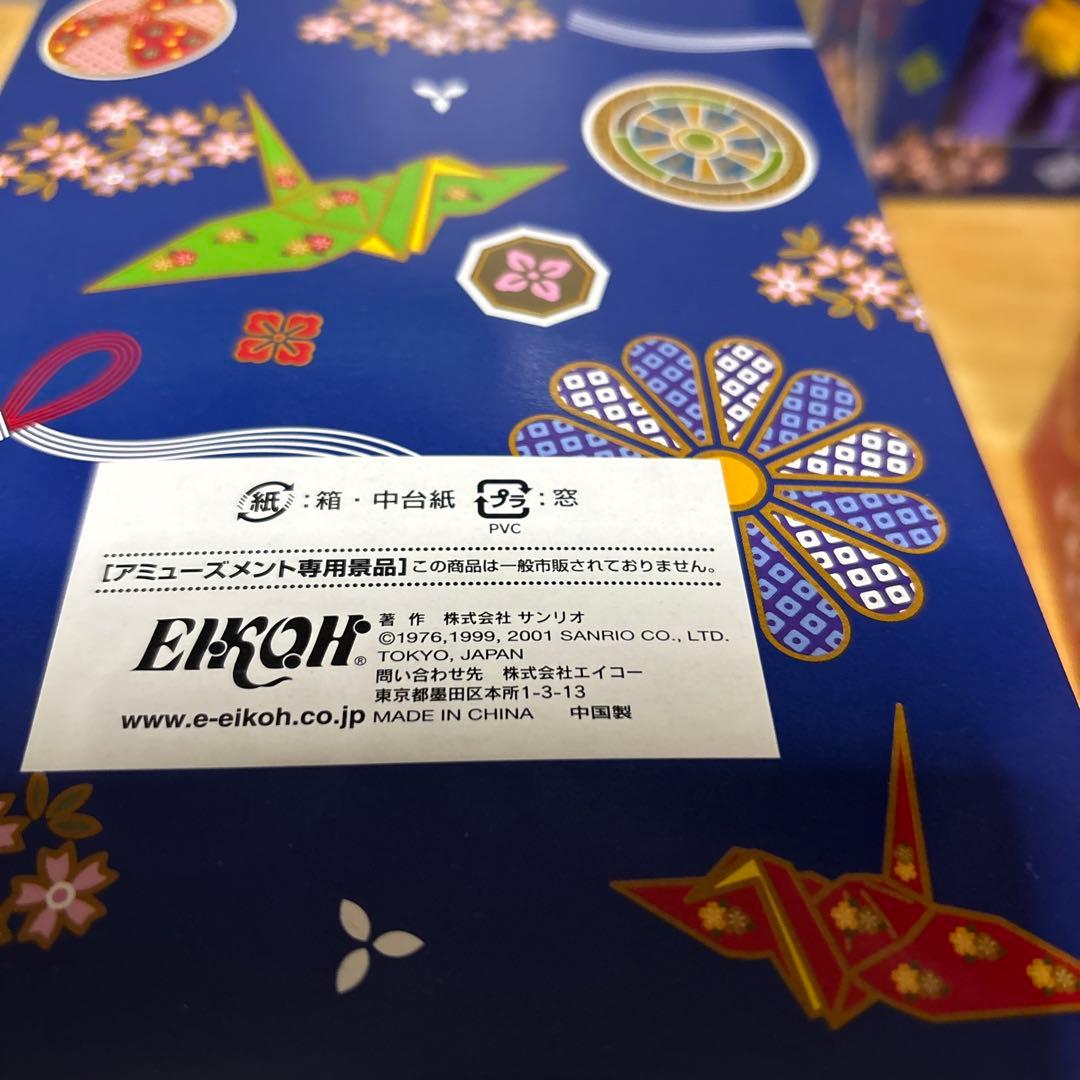 紙:箱・中台紙 プラ:窓
PVC
[アミューズメント専用景品]この商品は一般市販されておりません。
EIKOH®
著 作 株式会社 サンリオ
©1976,1999, 2001 SANRIO CO., LTD.
TOKYO, JAPAN
問い合わせ先 株式会社エイコー
東京都墨田区本所1-3-13
www.e-eikoh.co.jp MADE IN CHINA 中国製